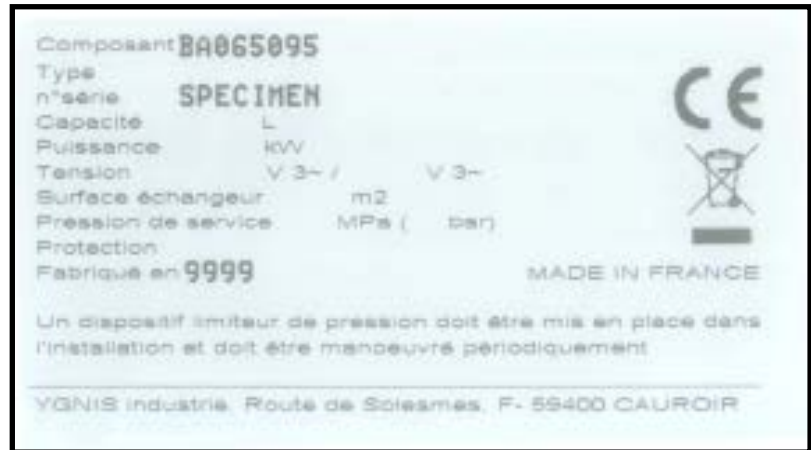 Composant BA065095
Type
n°série SPECIMEN
Capacité L
Puissance kW
Tension V 3~ / V 3~
Surface échangeur m2
Pression de service MPa ( bar)
Protection
Fabriqué en 9999
CE
MADE IN FRANCE
Un dispositif limiteur de pression doit être mis en place dans
l'installation et doit être manoeuvré périodiquement
YGNIS Industrie, Route de Solesmes, F- 59400 CAUROIR